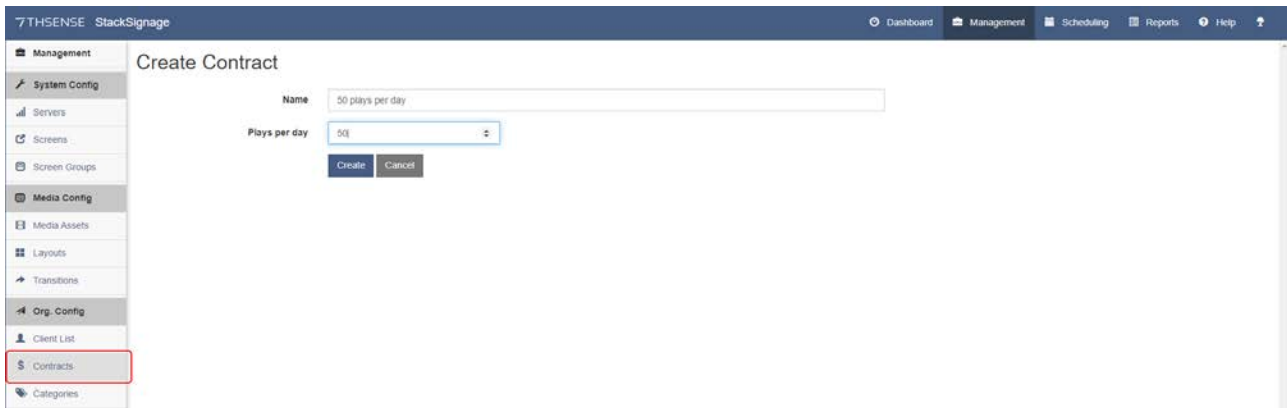 7THSENSE StackSignage
Dashboard
Management
Scheduling
Reports
Help
Management
System Config
Servers
Screens
Screen Groups
Media Config
Media Assets
Layouts
Transitions
Org. Config
Client List
Contracts
Categories
Create Contract
Name
50 plays per day
Plays per day
50
Create
Cancel